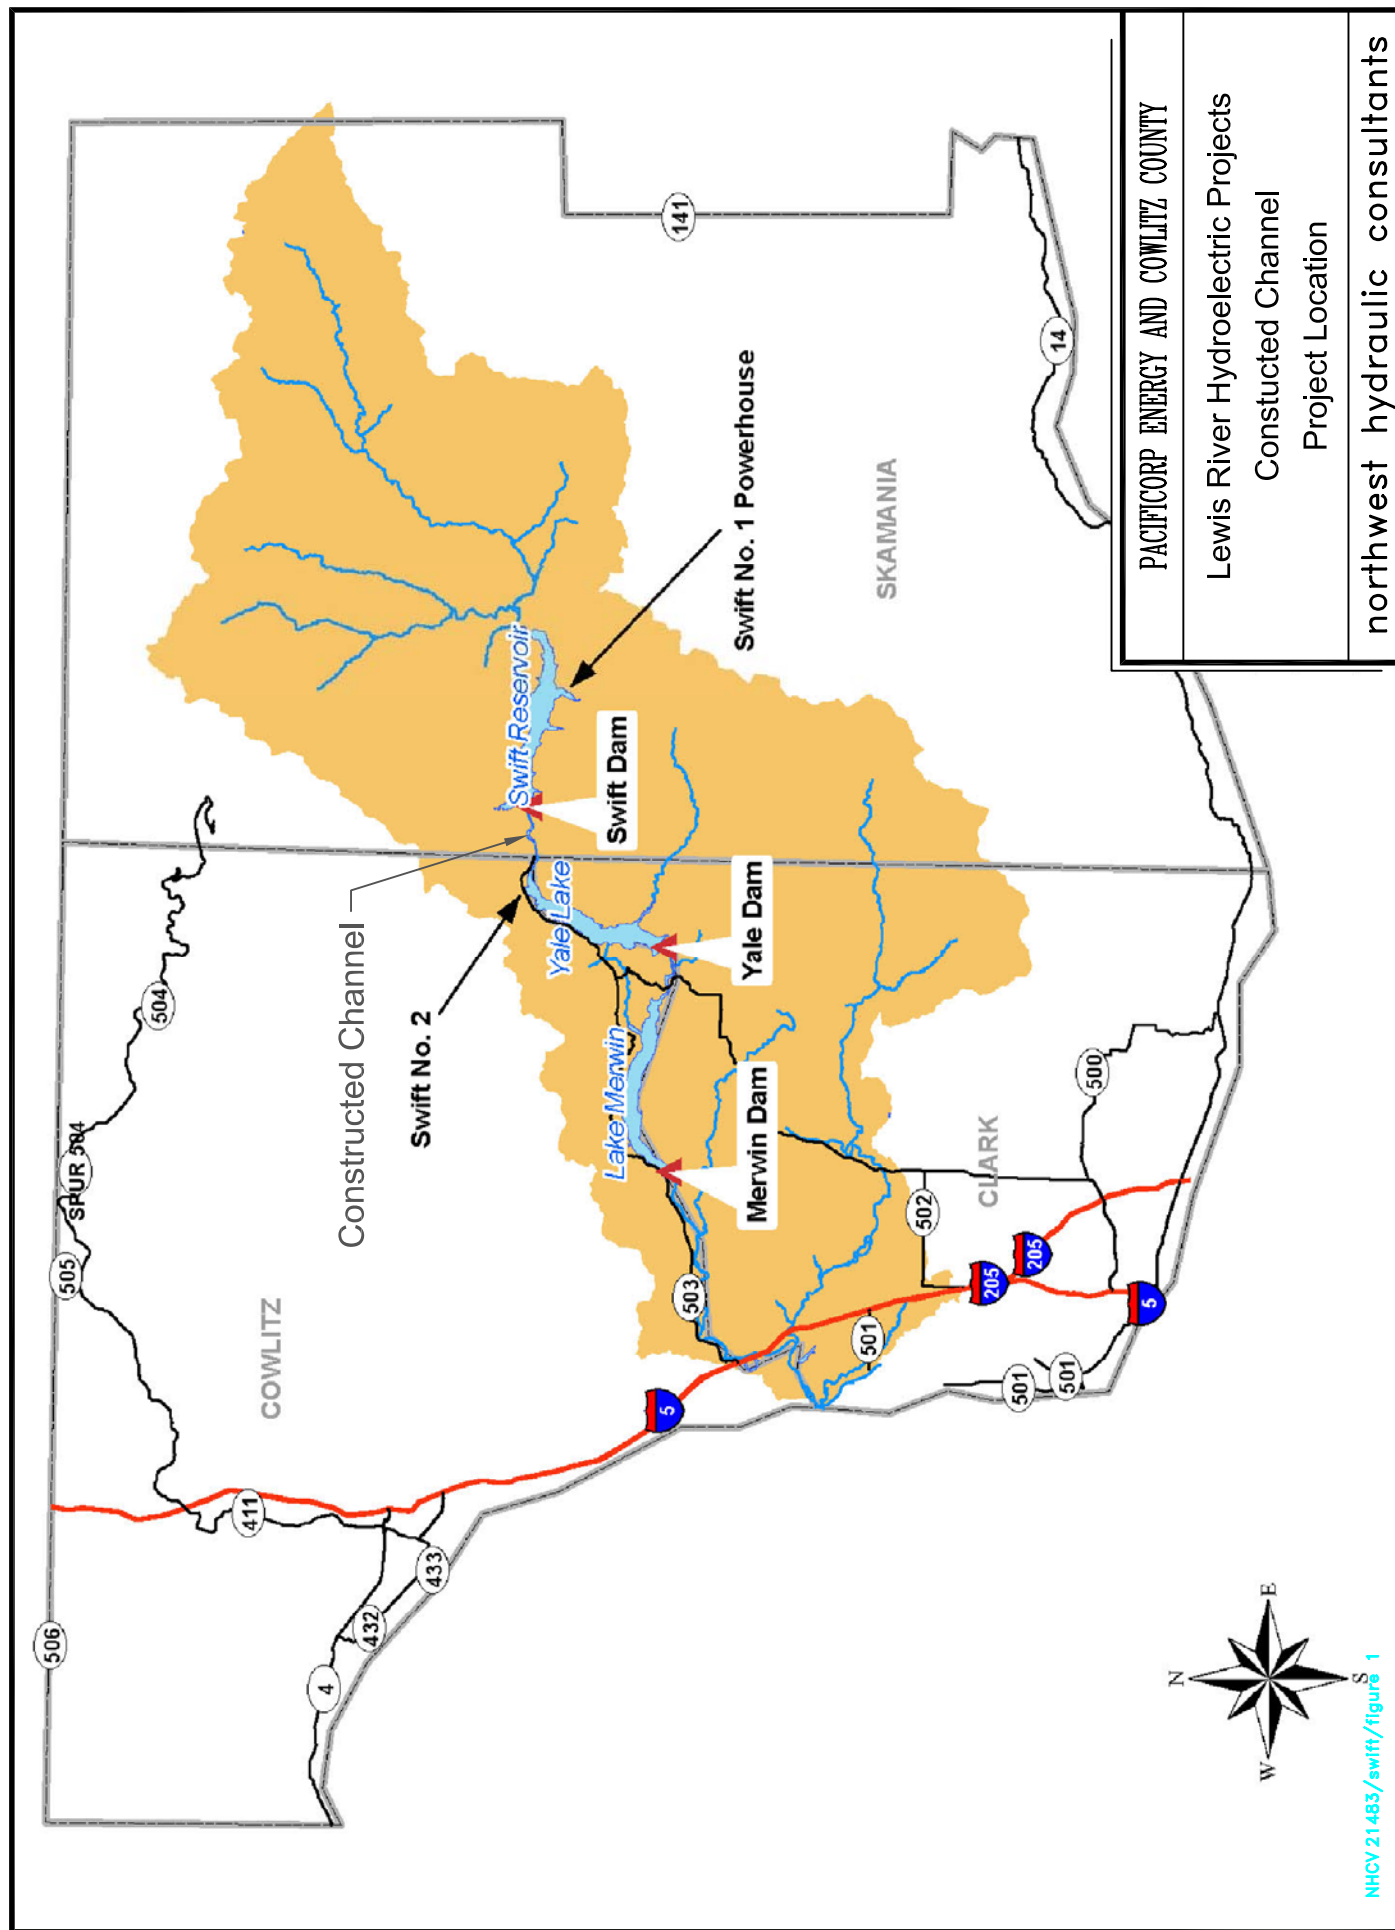 506
505
SPUR 504
504
411
4
432
433
COWLITZ
Constructed Channel
Swift No. 2
Swift Reservoir
Yale Lake
Lake Merwin
Swift Dam
Yale Dam
Merwin Dam
Swift No. 1 Powerhouse
SKAMANIA
CLARK
141
14
503
5
501
502
500
205
205
5
501
501
N
W
E
S
PACIFICORP ENERGY AND COWLITZ COUNTY
Lewis River Hydroelectric Projects
Constucted Channel
Project Location
northwest hydraulic consultants
NHCV 21483/swift/figure 1